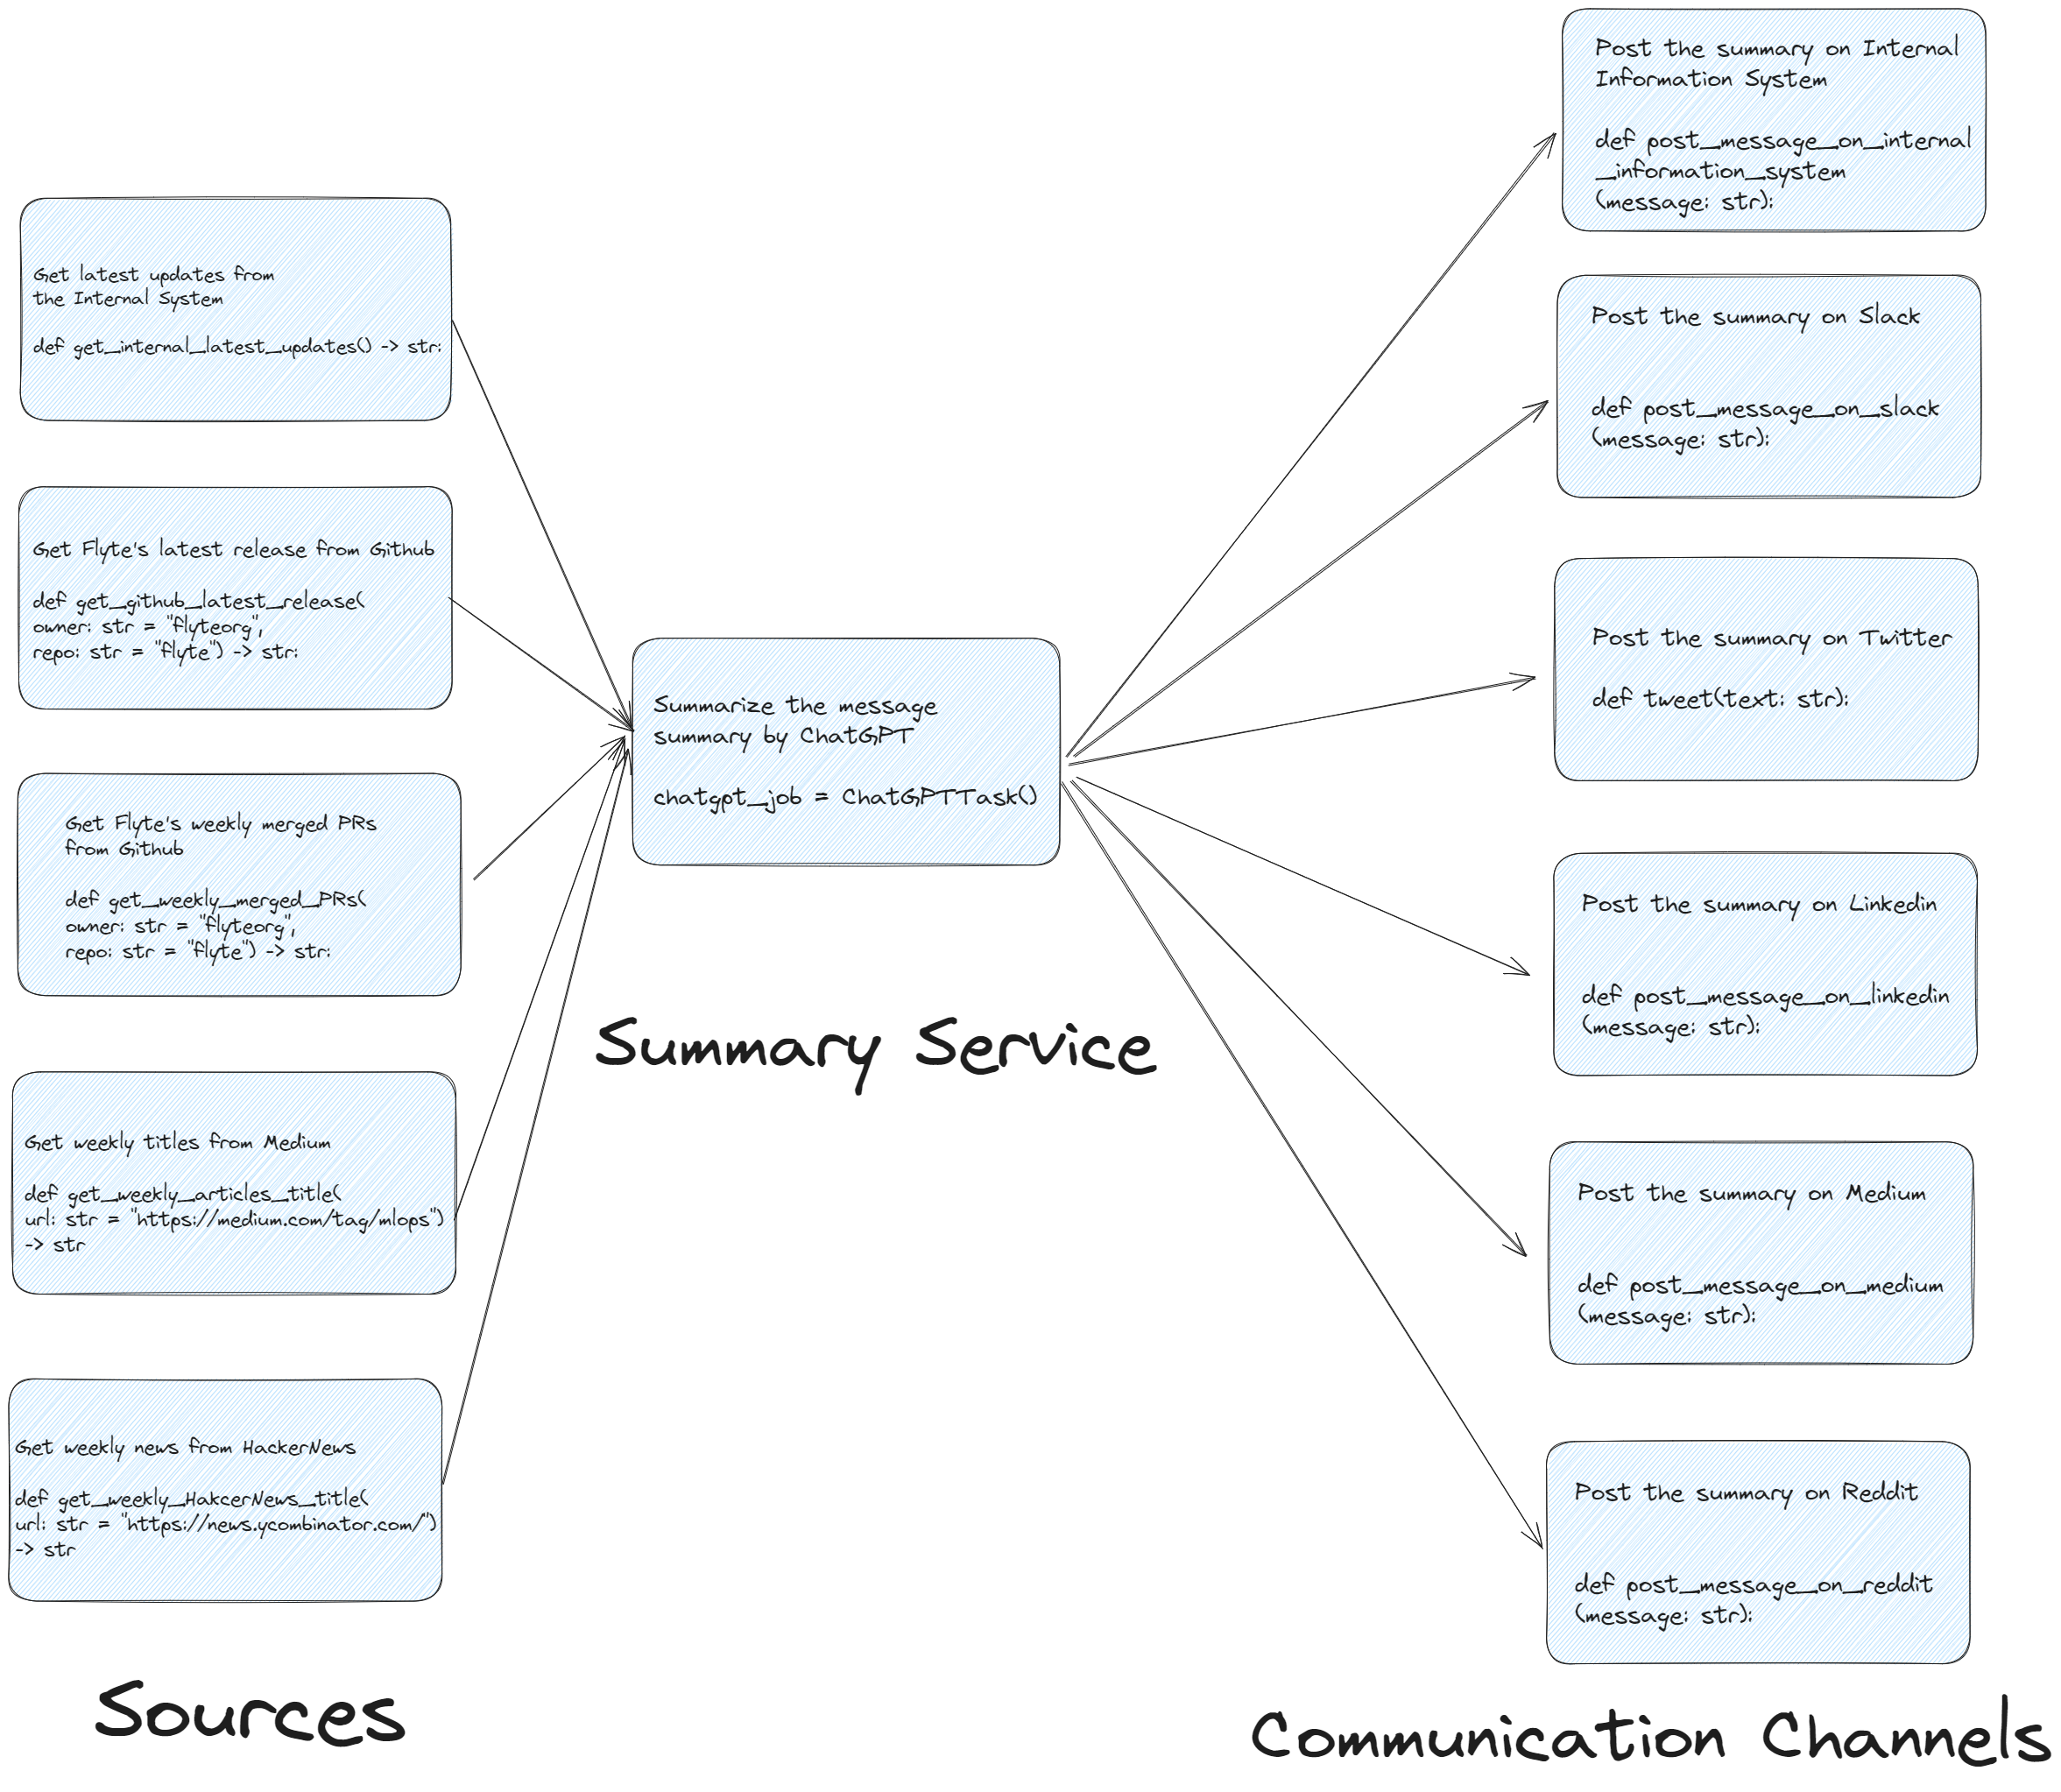 Get latest updates from
the Internal System
def get_internal_latest_updates() -> str:
Get Flyte's latest release from Github
def get_github_latest_release(
owner: str = "flyteorg",
repo: str = "flyte") -> str:
Get Flyte's weekly merged PRs
from Github
def get_weekly_merged_PRs(
owner: str = "flyteorg",
repo: str = "flyte") -> str:
Get weekly titles from Medium
def get_weekly_articles_title(
url: str = "https://medium.com/tag/mlops")
-> str
Get weekly news from HackerNews
def get_weekly_HakcerNews_title(
url: str = "https://news.ycombinator.com/")
-> str
Sources
Summarize the message
summary by ChatGPT
chatgpt_job = ChatGPTTask()
Summary Service
Post the summary on Internal
Information System
def post_message_on_internal
_information_system
(message: str):
Post the summary on Slack
def post_message_on_slack
(message: str):
Post the summary on Twitter
def tweet(text: str):
Post the summary on Linkedin
def post_message_on_linkedin
(message: str):
Post the summary on Medium
def post_message_on_medium
(message: str):
Post the summary on Reddit
def post_message_on_reddit
(message: str):
Communication Channels